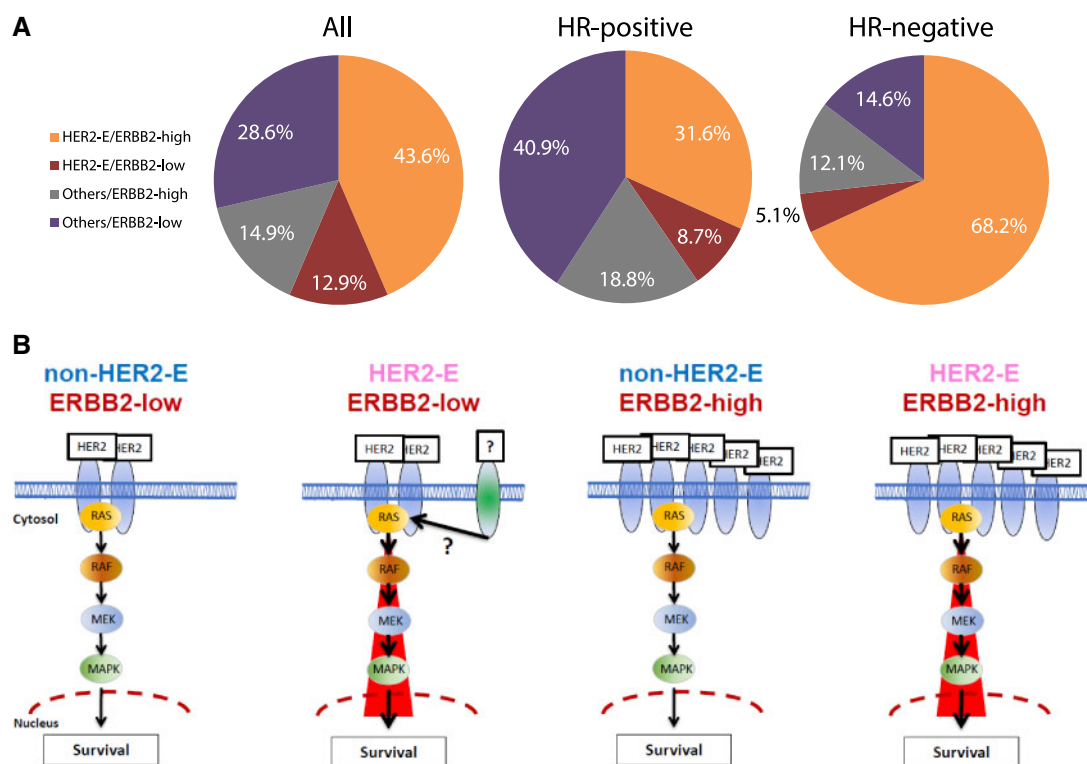 A
All
HR-positive
HR-negative
HER2-E/ERBB2-high
HER2-E/ERBB2-low
Others/ERBB2-high
Others/ERBB2-low
28.6%
43.6%
14.9%
12.9%
40.9%
31.6%
8.7%
18.8%
14.6%
12.1%
5.1%
68.2%
B
non-HER2-E
ERBB2-low
HER2
HER2
Cytosol
RAS
RAF
MEK
MAPK
Nucleus
Survival
HER2-E
ERBB2-low
HER2
HER2
?
RAS
?
RAF
MEK
MAPK
Survival
non-HER2-E
ERBB2-high
HER2
HER2
HER2
HER2
HER2
RAS
RAF
MEK
MAPK
Survival
HER2-E
ERBB2-high
HER2
HER2
HER2
HER2
HER2
RAS
RAF
MEK
MAPK
Survival